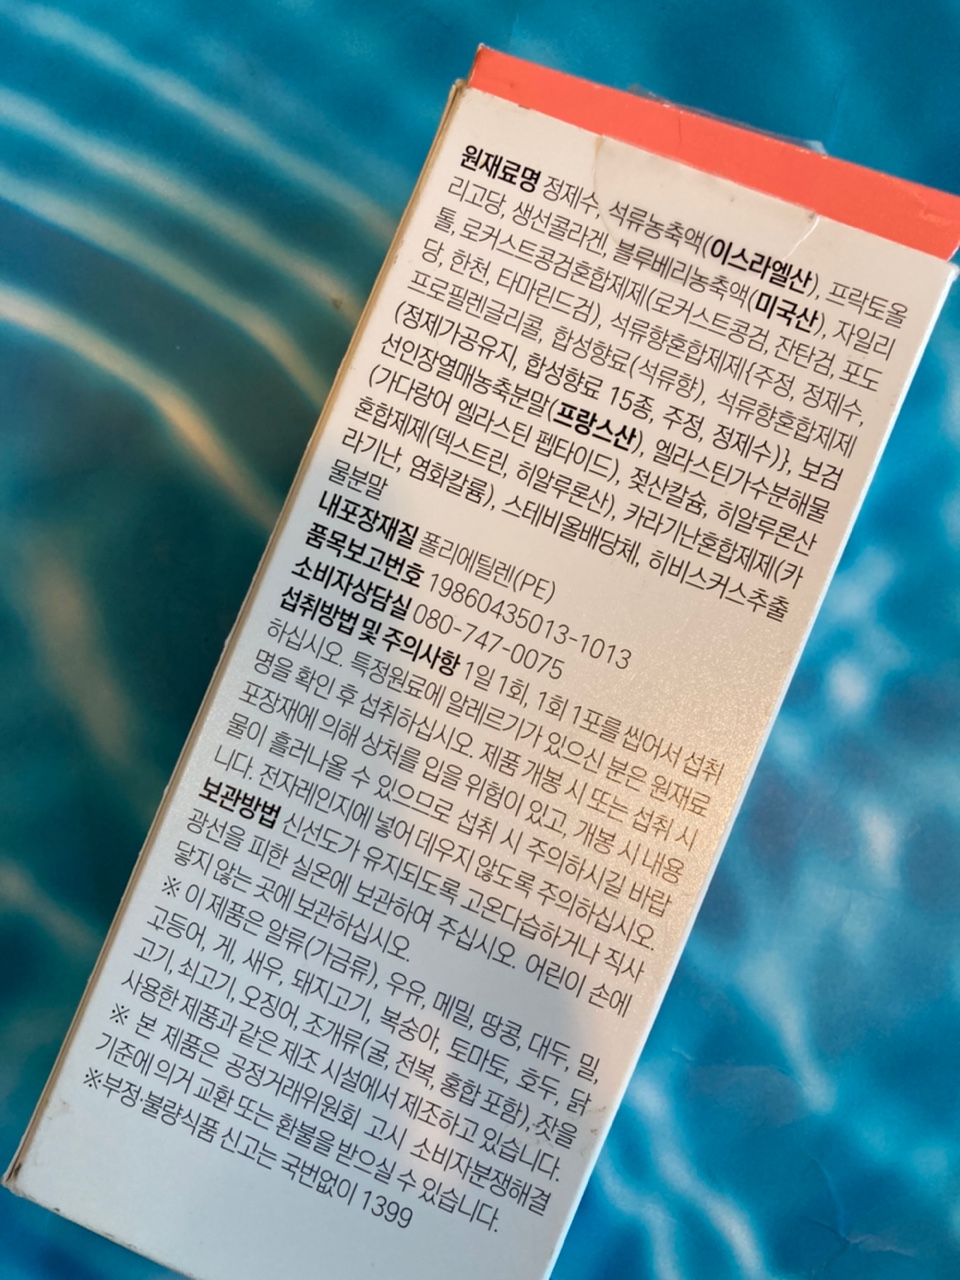 원재료명 정제수, 석류농축액(이스라엘산), 프락토올
리고당, 생선콜라겐, 블루베리농축액(미국산), 자일리
톨, 로커스트콩검혼합제제(로커스트콩검, 잔탄검, 포도
당, 한천, 타마린드검), 석류향혼합제제{주정, 정제수,
프로필렌글리콜, 합성향료(석류향), 석류향혼합제제
(정제가공유지, 합성향료 15종, 주정, 정제수)}, 보검
선인장열매농축분말(프랑스산), 엘라스틴가수분해물
(가다랑어 엘라스틴 펩타이드), 젖산칼슘, 히알루론산
혼합제제(덱스트린, 히알루론산), 카라기난혼합제제(카
라기난, 염화칼륨), 스테비올배당체, 히비스커스추출
물분말
내포장재질 폴리에틸렌(PE)
품목보고번호 19860435013-1013
소비자상담실 080-747-0075
섭취방법 및 주의사항 1일 1회, 1회 1포를 씹어서 섭취
하십시오. 특정원료에 알레르기가 있으신 분은 원재료
명을 확인 후 섭취하십시오. 제품 개봉 시 또는 섭취 시
포장재에 의해 상처를 입을 위험이 있고, 개봉 시 내용
물이 흘러나올 수 있으므로 섭취 시 주의하시길 바랍
니다. 전자레인지에 넣어 데우지 않도록 주의하십시오.
보관방법 신선도가 유지되도록 고온다습하거나 직사
광선을 피한 실온에 보관하여 주십시오. 어린이 손에
닿지 않는 곳에 보관하십시오.
※ 이 제품은 알류(가금류), 우유, 메밀, 땅콩, 대두, 밀,
고등어, 게, 새우, 돼지고기, 복숭아, 토마토, 호두, 닭
고기, 쇠고기, 오징어, 조개류(굴, 전복, 홍합 포함), 잣을
사용한 제품과 같은 제조 시설에서 제조하고 있습니다.
※ 본 제품은 공정거래위원회 고시 소비자분쟁해결
기준에 의거 교환 또는 환불을 받으실 수 있습니다.
※부정·불량식품 신고는 국번없이 1399